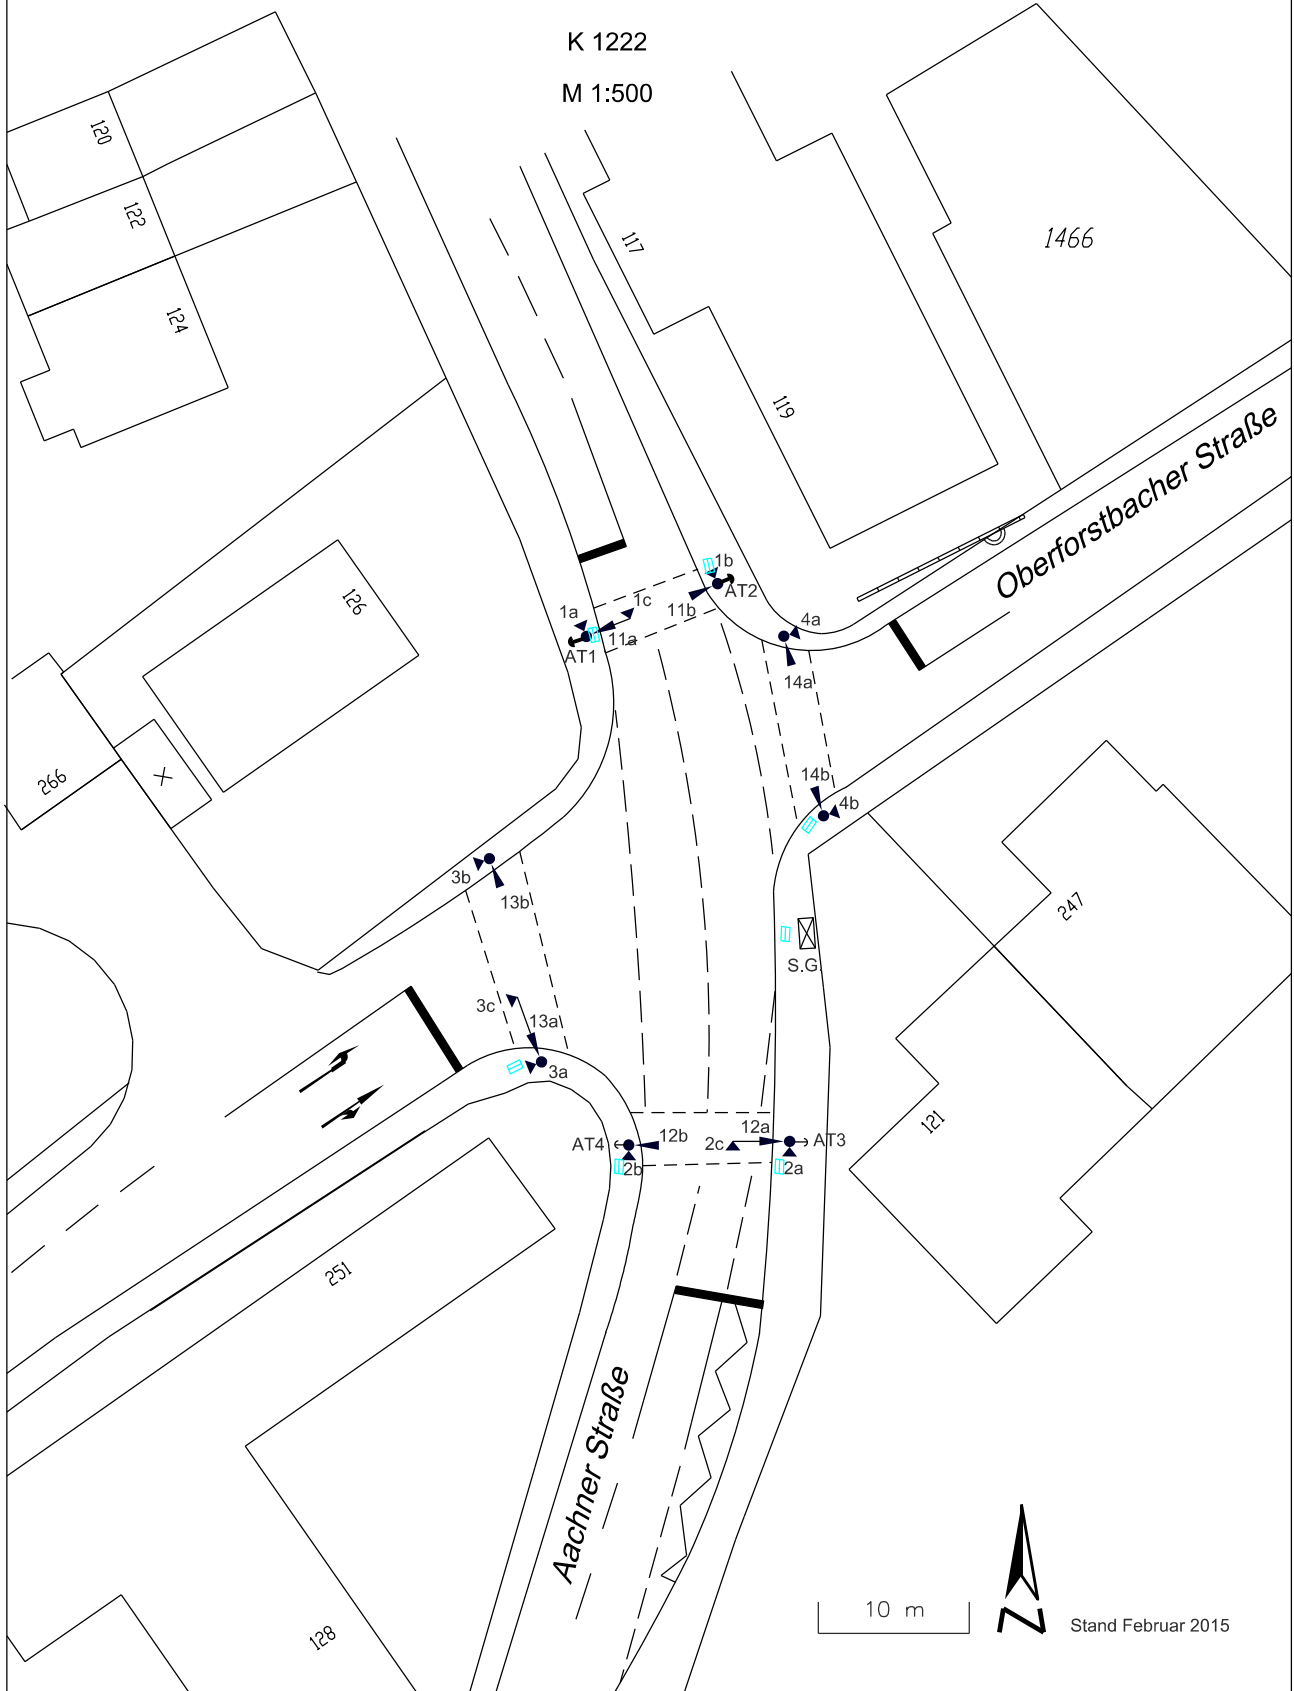 K 1222
M 1:500
120
122
124
117
1466
119
Oberforstbacher Straße
126
1b
AT2
1c
11b
1a
11a
AT1
4a
14a
266
14b
4b
3b
13b
247
S.G.
3c
13a
3a
121
12a
AT3
AT4
12b
2c
2b
2a
251
Aachner Straße
128
10 m
N
Stand Februar 2015